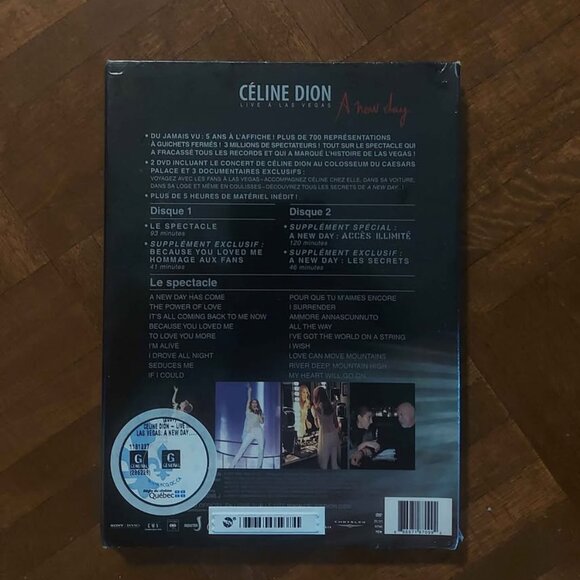 CÉLINE DION
LIVE À LAS VEGAS
A new day
• DU JAMAIS VU : 5 ANS À L'AFFICHE ! PLUS DE 700 REPRÉSENTATIONS
À GUICHETS FERMÉS ! 3 MILLIONS DE SPECTATEURS ! TOUT SUR LE SPECTACLE QUI
A FRACASSÉ TOUS LES RECORDS ET QUI A MARQUÉ L'HISTOIRE DE LAS VEGAS !
• 2 DVD INCLUANT LE CONCERT DE CÉLINE DION AU COLOSSEUM DU CAESARS
PALACE ET 3 DOCUMENTAIRES EXCLUSIFS :
VOYAGEZ AVEC LES FANS À LAS VEGAS–ACCOMPAGNEZ CÉLINE CHEZ ELLE, DANS SA VOITURE,
DANS SA LOGE ET MÊME EN COULISSES–DÉCOUVREZ TOUS LES SECRETS DE A NEW DAY...!
• PLUS DE 5 HEURES DE MATÉRIEL INÉDIT !
Disque 1
• LE SPECTACLE
93 minutes
• SUPPLÉMENT EXCLUSIF :
BECAUSE YOU LOVED ME
HOMMAGE AUX FANS
41 minutes
Disque 2
• SUPPLÉMENT SPÉCIAL :
A NEW DAY : ACCÈS ILLIMITÉ
120 minutes
• SUPPLÉMENT EXCLUSIF :
A NEW DAY : LES SECRETS
46 minutes
Le spectacle
A NEW DAY HAS COME
THE POWER OF LOVE
IT'S ALL COMING BACK TO ME NOW
BECAUSE YOU LOVED ME
TO LOVE YOU MORE
I'M ALIVE
I DROVE ALL NIGHT
SEDUCES ME
IF I COULD
POUR QUE TU M'AIMES ENCORE
I SURRENDER
AMMORE ANNASCUNNUTO
ALL THE WAY
I'VE GOT THE WORLD ON A STRING
I WISH
LOVE CAN MOVE MOUNTAINS
RIVER DEEP, MOUNTAIN HIGH
MY HEART WILL GO ON
CÉLINE DION - LIVE
LAS VEGAS: A NEW DAY...
G
GÉNÉRAL
G
GÉNÉRAL
Régie du cinéma
Québec
SONY BMG
CBS
DVD